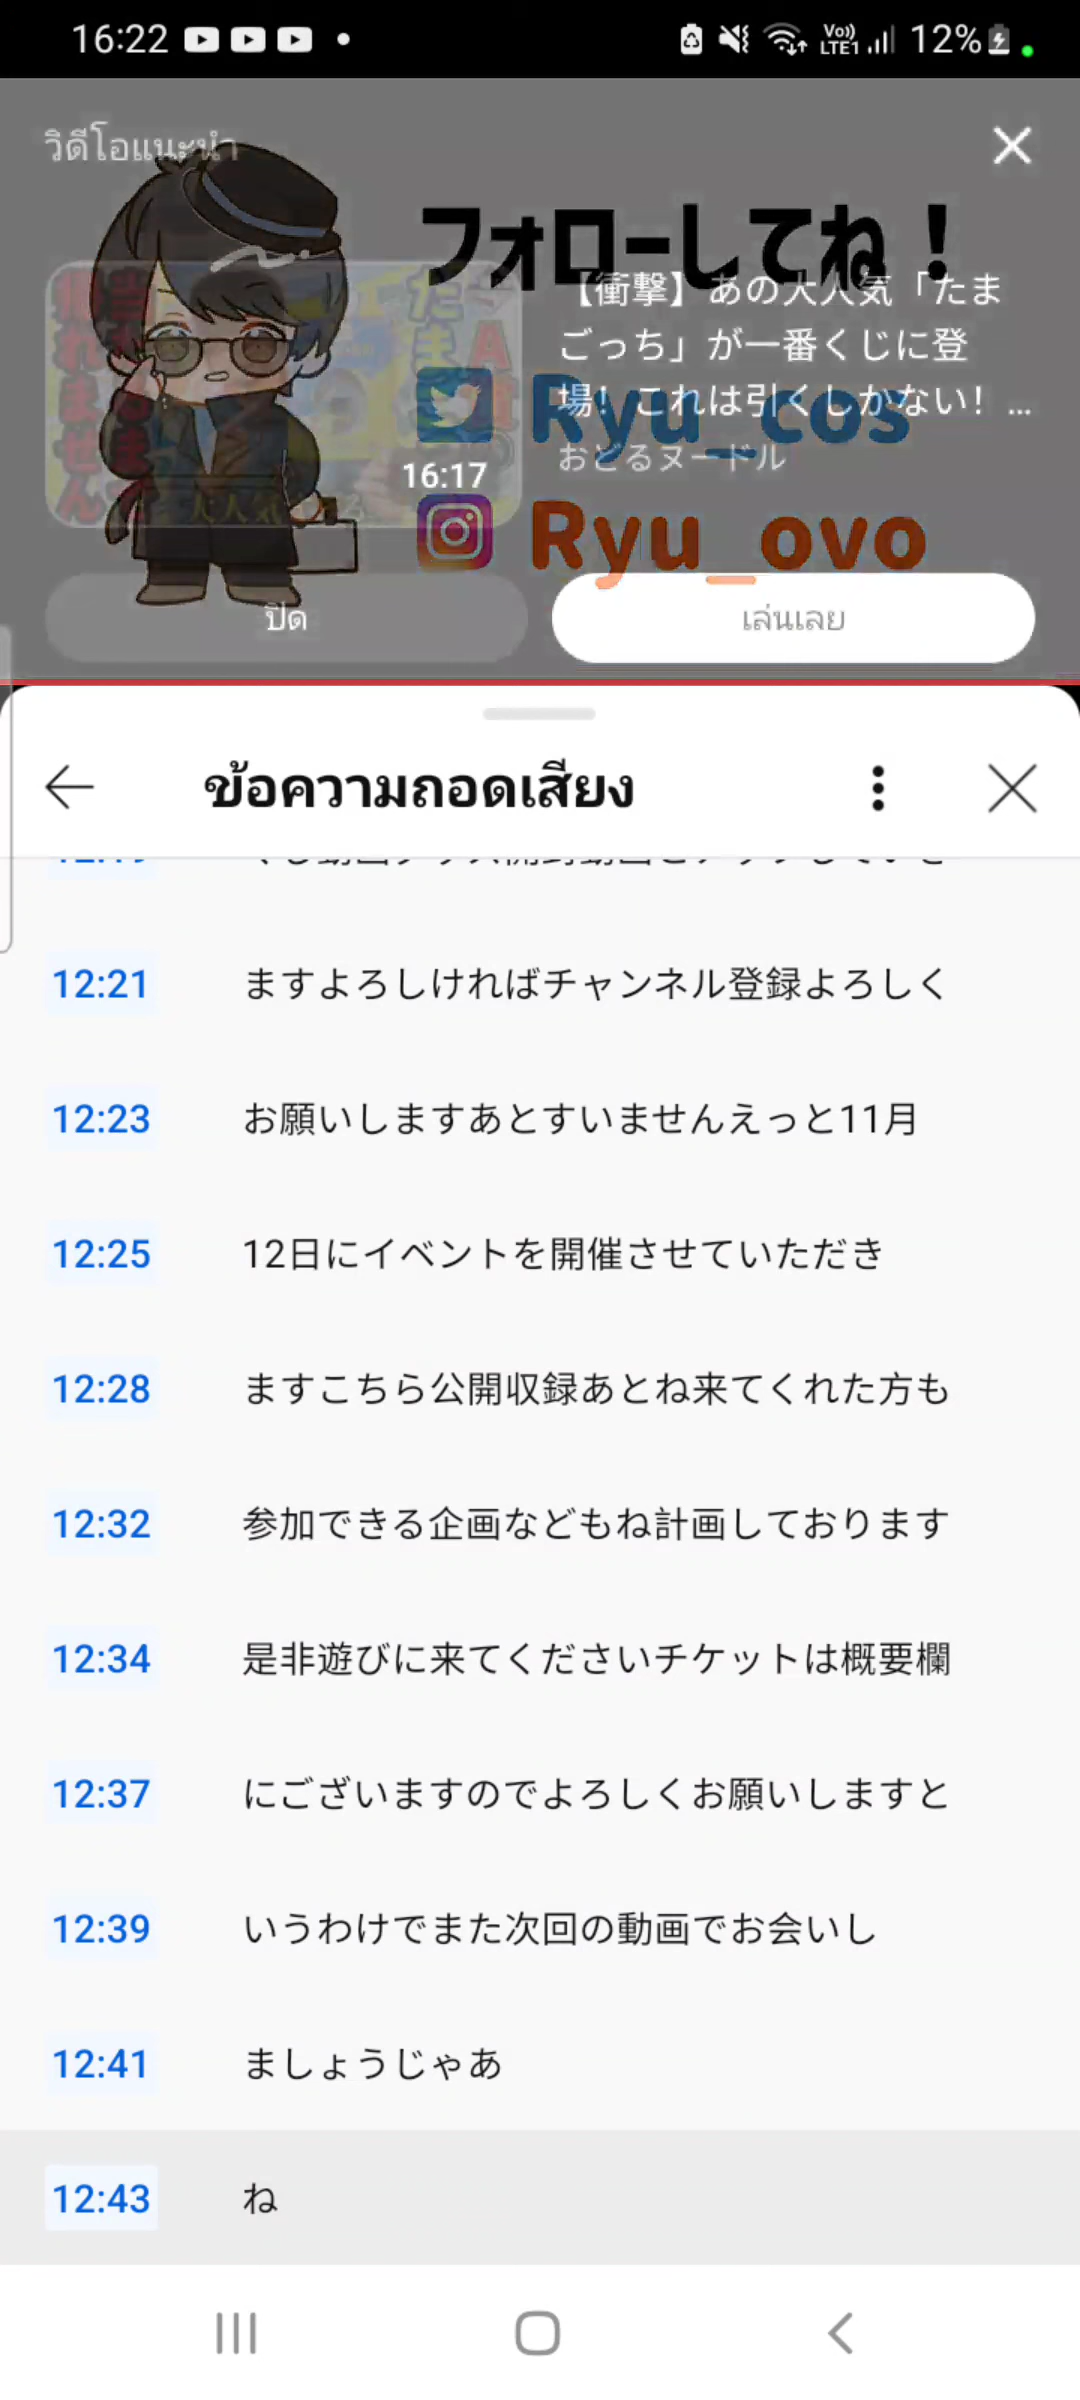 16:22
Vo))
LTE1
12%
วิดีโอแนะนำ
フォローしてね！
【衝撃】あの大人気「たま
ごっち」が一番くじに登
場！これは引くしかない！...
おどるヌードル
16:17
Ryu_cos
Ryu_ovo
ปิด
เล่นเลย
ข้อความถอดเสียง
12:21 ますよろしければチャンネル登録よろしく
12:23 お願いしますあとすいませんえっと11月
12:25 12日にイベントを開催させていただき
12:28 ますこちら公開収録あとね来てくれた方も
12:32 参加できる企画などもね計画しております
12:34 是非遊びに来てくださいチケットは概要欄
12:37 にございますのでよろしくお願いしますと
12:39 いうわけでまた次回の動画でお会いし
12:41 ましょうじゃあ
12:43 ね